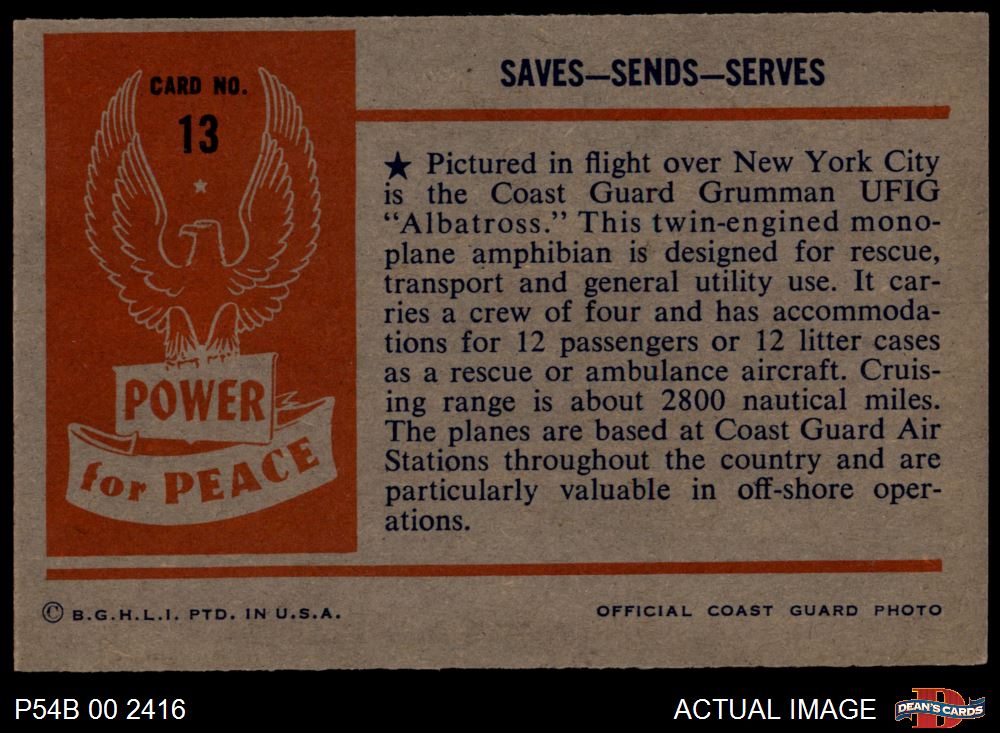 CARD NO.
13
POWER
for PEACE
SAVES—SENDS—SERVES
★ Pictured in flight over New York City
is the Coast Guard Grumman UFIG
“Albatross.” This twin-engined mono-
plane amphibian is designed for rescue,
transport and general utility use. It car-
ries a crew of four and has accommoda-
tions for 12 passengers or 12 litter cases
as a rescue or ambulance aircraft. Cruis-
ing range is about 2800 nautical miles.
The planes are based at Coast Guard Air
Stations throughout the country and are
particularly valuable in off-shore oper-
ations.
© B.G.H.L.I. PTD. IN U.S.A.
OFFICIAL COAST GUARD PHOTO
P54B 00 2416
ACTUAL IMAGE
D
DEAN'S CARDS